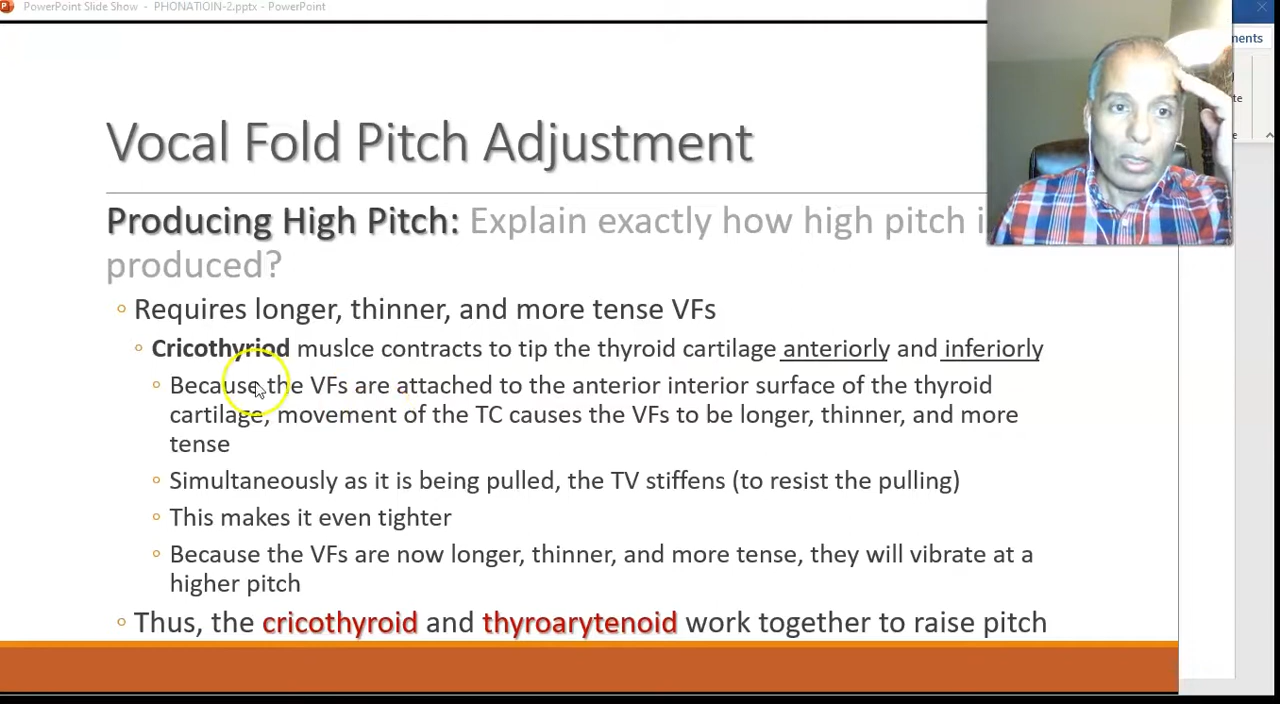 PowerPoint Slide Show - PHONATIOIN-2.pptx - PowerPoint
Vocal Fold Pitch Adjustment
Producing High Pitch: Explain exactly how high pitch
produced?
Requires longer, thinner, and more tense VFs
Cricothyriod muslce contracts to tip the thyroid cartilage anteriorly and inferiorly
Because the VFs are attached to the anterior interior surface of the thyroid
cartilage, movement of the TC causes the VFs to be longer, thinner, and more
tense
Simultaneously as it is being pulled, the TV stiffens (to resist the pulling)
This makes it even tighter
Because the VFs are now longer, thinner, and more tense, they will vibrate at a
higher pitch
Thus, the cricothyroid and thyroarytenoid work together to raise pitch